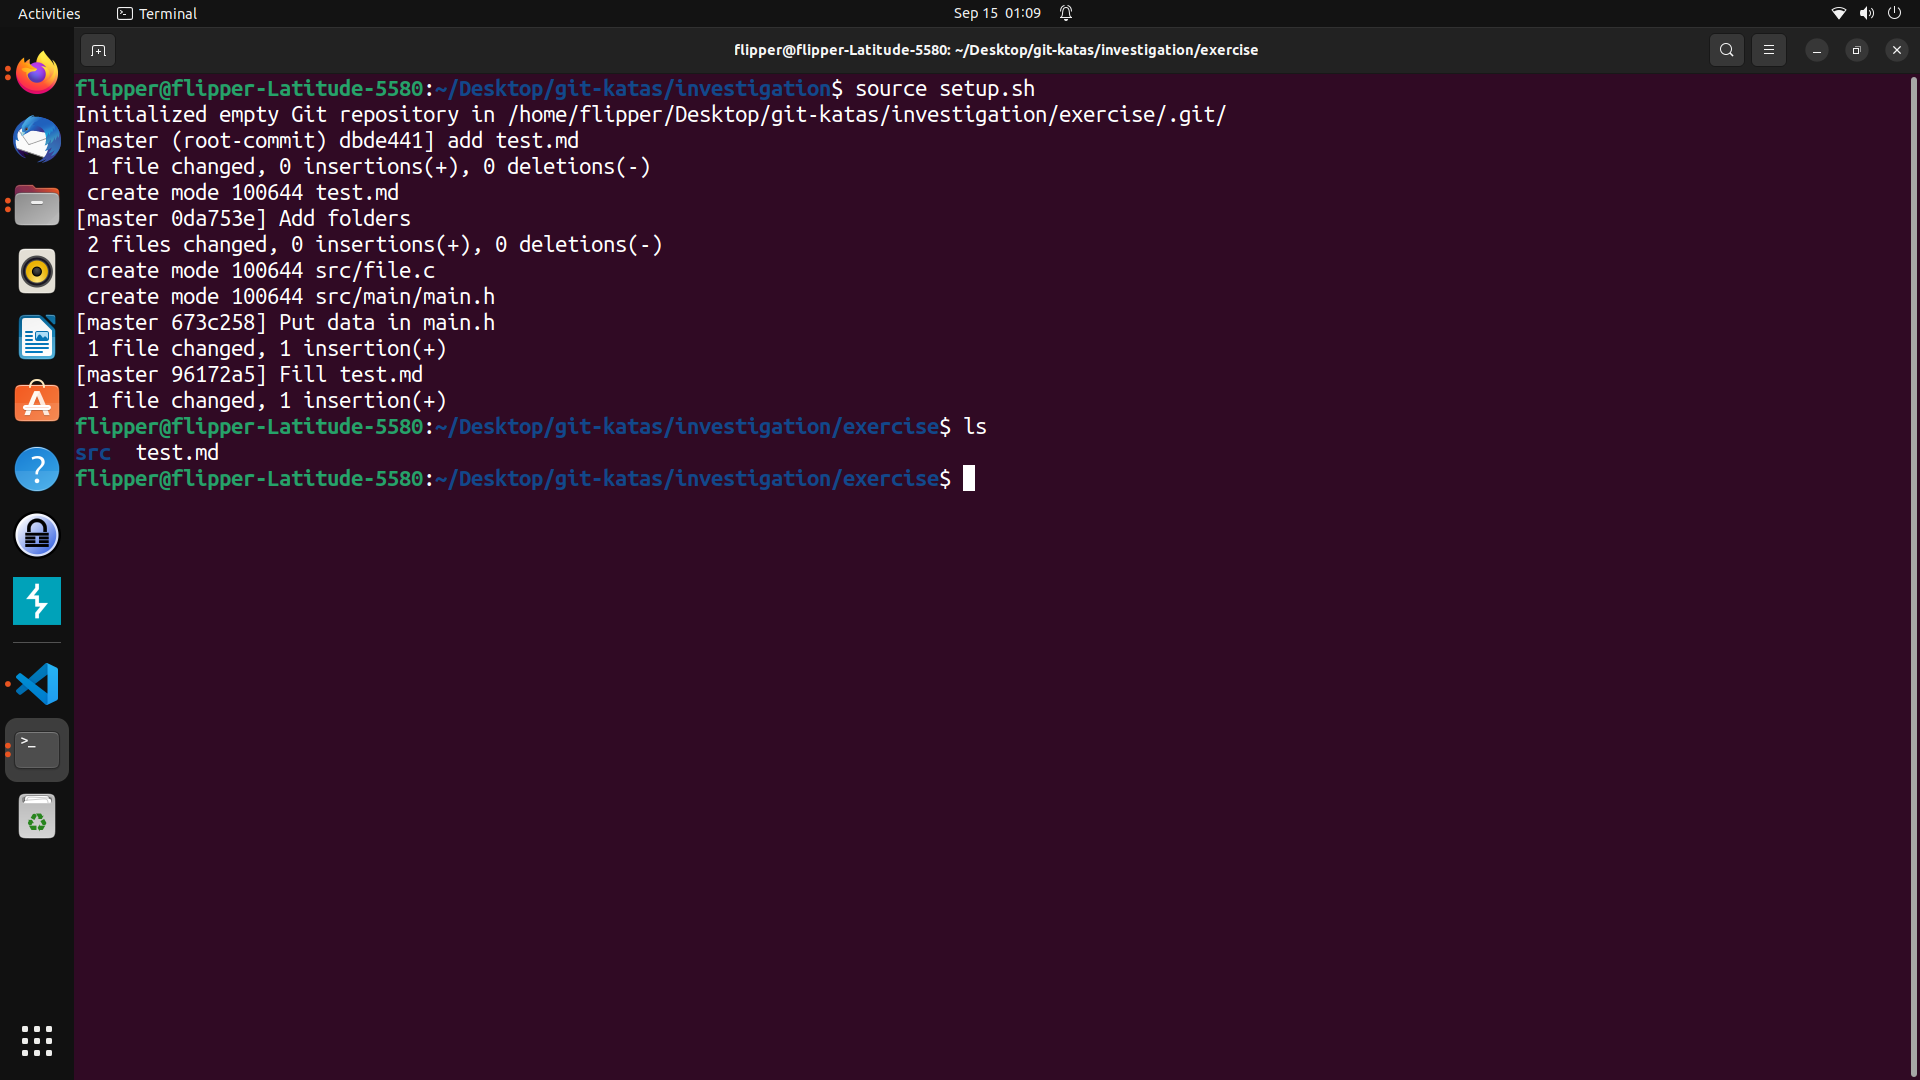 Activities
Terminal
Sep 15 01:09
flipper@flipper-Latitude-5580: ~/Desktop/git-katas/investigation/exercise
flipper@flipper-Latitude-5580:~/Desktop/git-katas/investigation$ source setup.sh
Initialized empty Git repository in /home/flipper/Desktop/git-katas/investigation/exercise/.git/
[master (root-commit) dbde441] add test.md
 1 file changed, 0 insertions(+), 0 deletions(-)
 create mode 100644 test.md
[master 0da753e] Add folders
 2 files changed, 0 insertions(+), 0 deletions(-)
 create mode 100644 src/file.c
 create mode 100644 src/main/main.h
[master 673c258] Put data in main.h
 1 file changed, 1 insertion(+)
[master 96172a5] Fill test.md
 1 file changed, 1 insertion(+)
flipper@flipper-Latitude-5580:~/Desktop/git-katas/investigation/exercise$ ls
src  test.md
flipper@flipper-Latitude-5580:~/Desktop/git-katas/investigation/exercise$